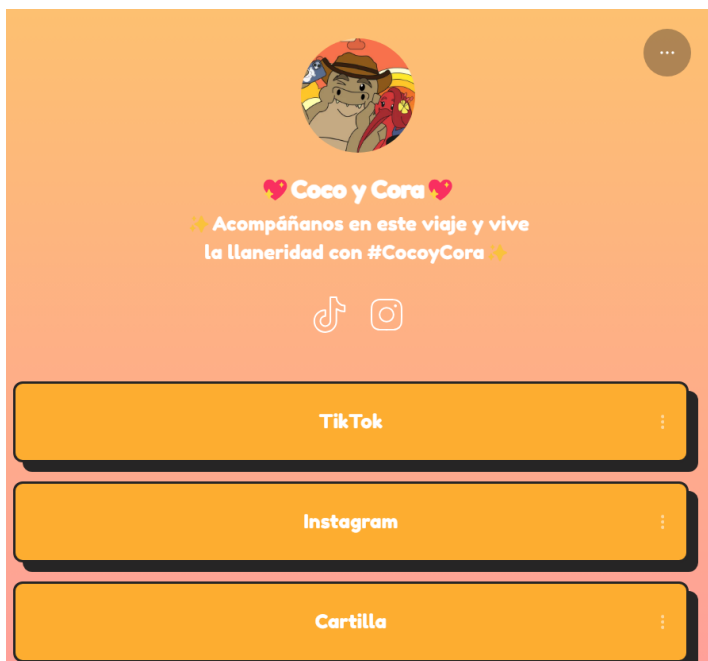 💖 Coco y Cora 💖
✨ Acompáñanos en este viaje y vive
la llaneridad con #CocoyCora ✨
TikTok
Instagram
Cartilla